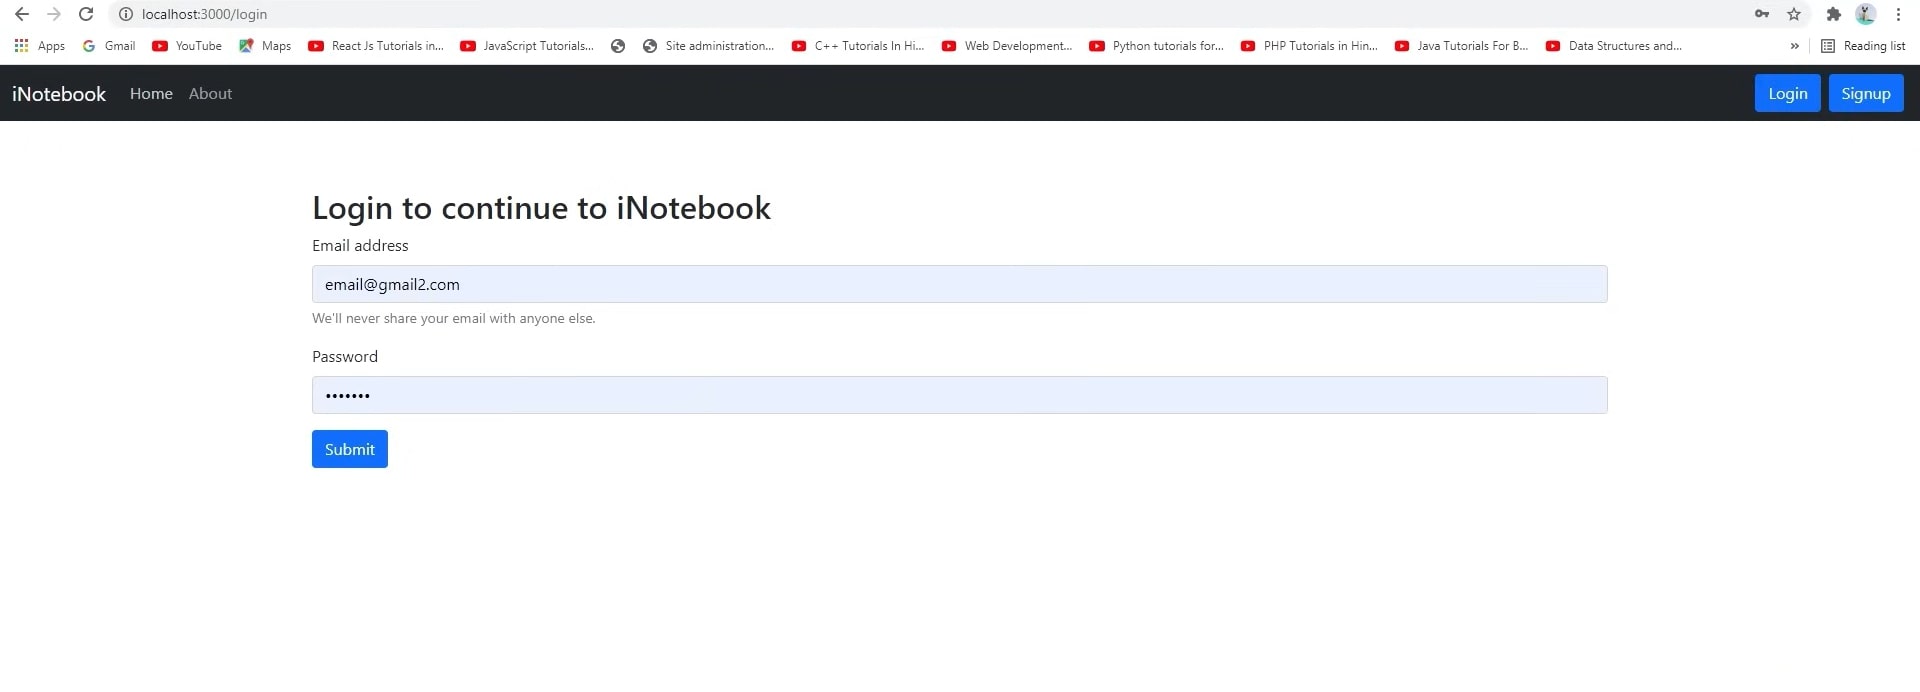 localhost:3000/login
Apps Gmail YouTube Maps React Js Tutorials in... JavaScript Tutorials... Site administration... C++ Tutorials In Hi... Web Development... Python tutorials for... PHP Tutorials in Hin... Java Tutorials For B... Data Structures and... » Reading list
iNotebook Home About Login Signup
Login to continue to iNotebook
Email address
email@gmail2.com
We'll never share your email with anyone else.
Password
•••••••
Submit